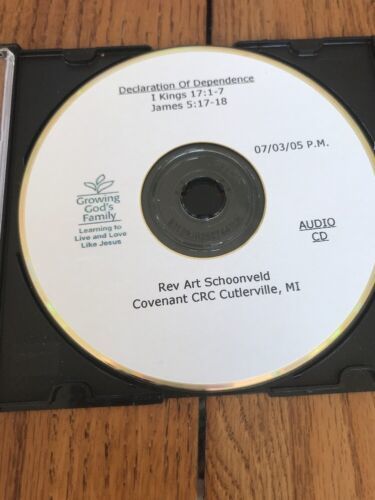 Declaration Of Dependence
I Kings 17:1-7
James 5:17-18
07/03/05 P.M.
Growing
God's
Family
Learning to
Live and Love
Like Jesus
AUDIO
CD
Rev Art Schoonveld
Covenant CRC Cutlerville, MI